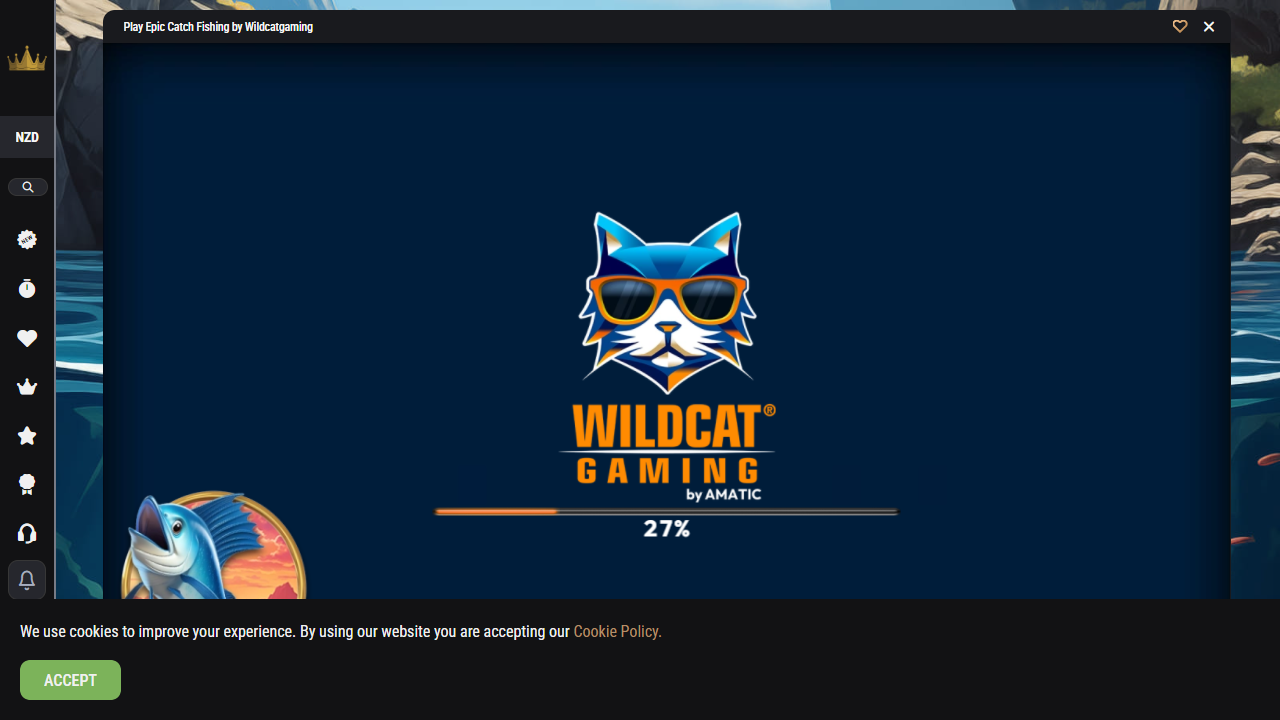 Play Epic Catch Fishing by Wildcatgaming
NZD
NEW
WILDCAT®
GAMING
by AMATIC
27%
We use cookies to improve your experience. By using our website you are accepting our Cookie Policy.
ACCEPT